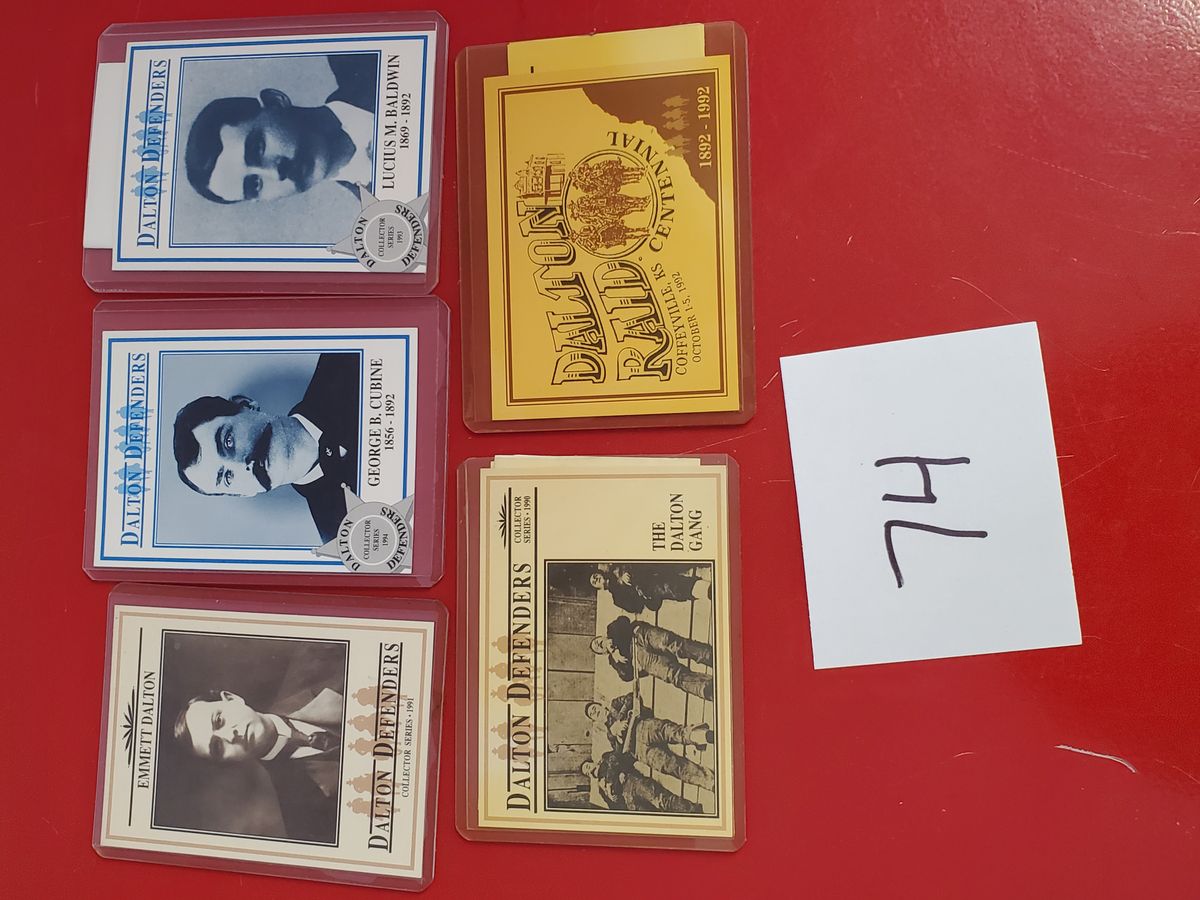 EMMETT DALTON
DALTON DEFENDERS
COLLECTOR SERIES • 1991
DALTON DEFENDERS
GEORGE B. CUBINE
1856 - 1892
DALTON
COLLECTOR
SERIES
1994
DEFENDERS
DALTON DEFENDERS
LUCIUS M. BALDWIN
1869 - 1892
DALTON
COLLECTOR
SERIES
1993
DEFENDERS
DALTON DEFENDERS
COLLECTOR
SERIES • 1990
THE
DALTON
GANG
DALTON
RAID
CENTENNIAL
COFFEYVILLE, KS
OCTOBER 1-5, 1992
1892 - 1992
74